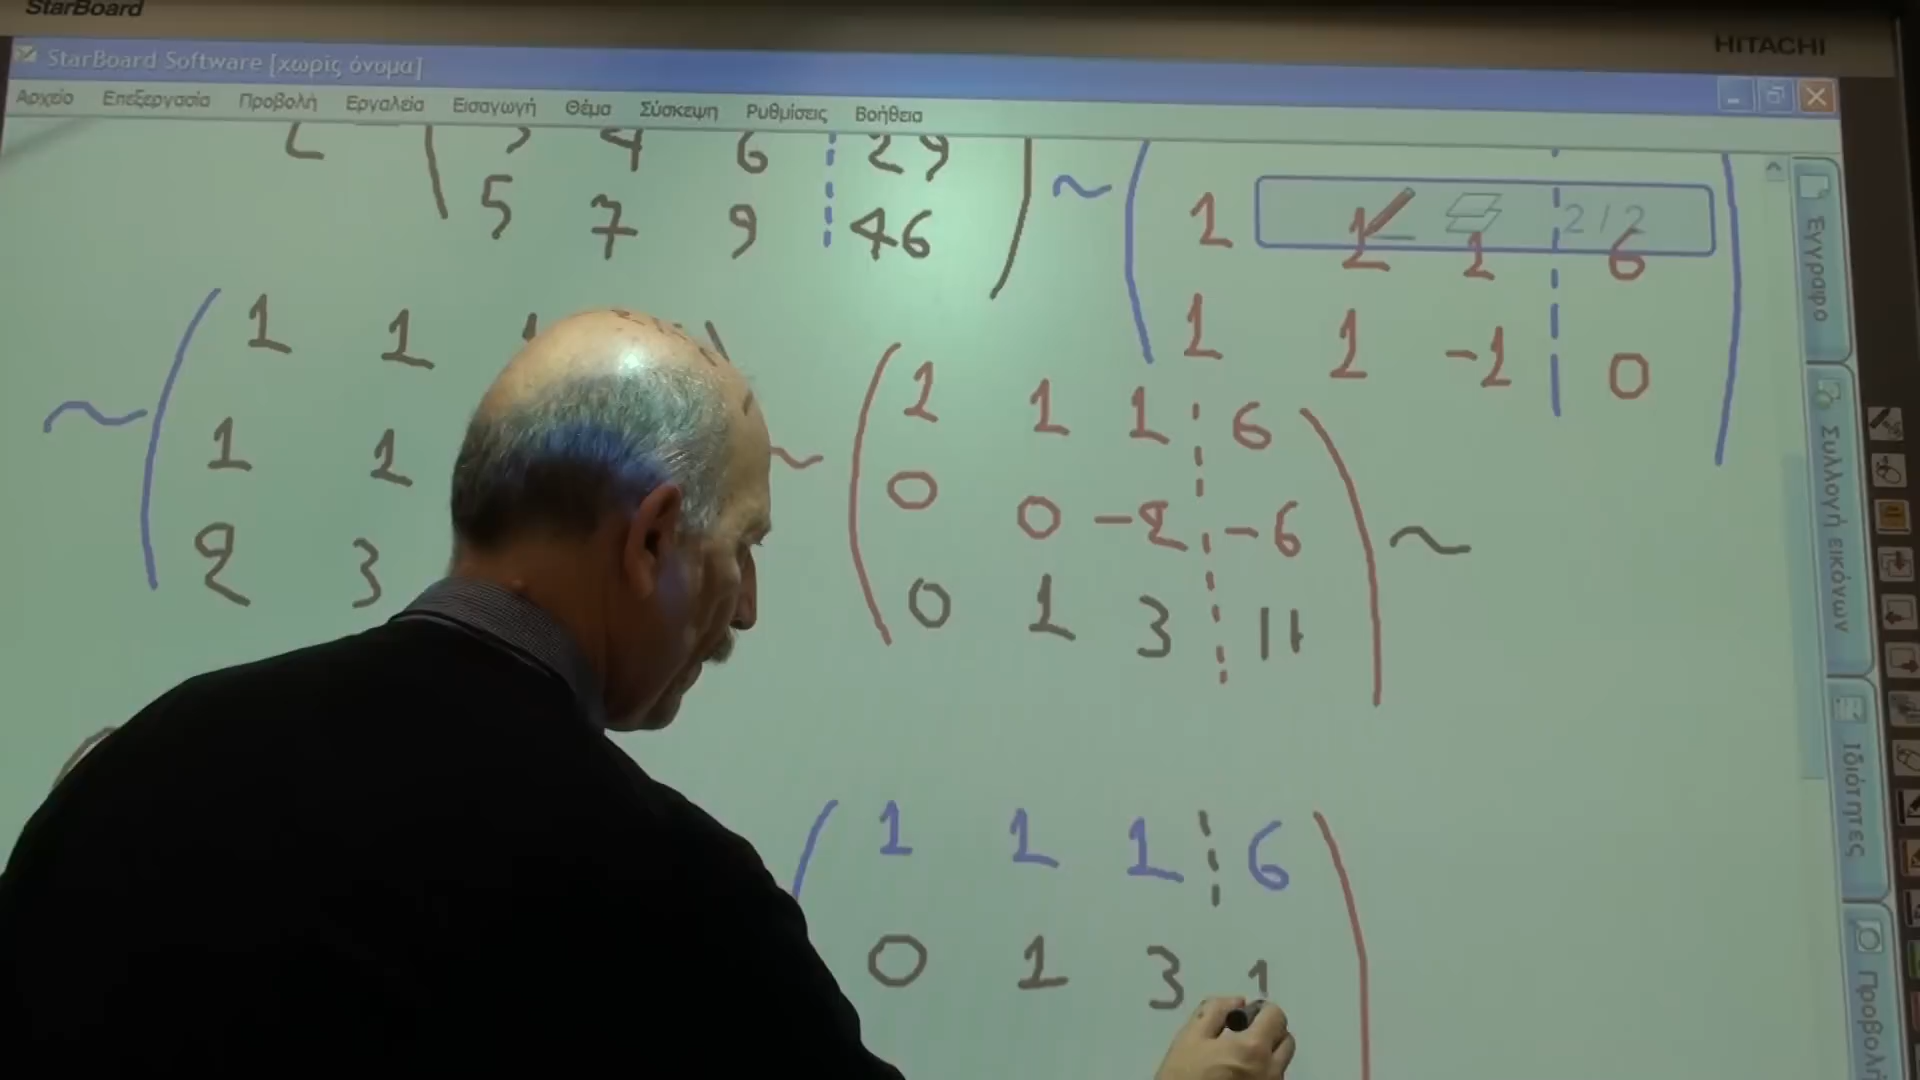 StarBoard
HITACHI
StarBoard Software [χωρίς όνομα]
Αρχείο Επεξεργασία Προβολή Εργαλεία Εισαγωγή Θέμα Σύσκεψη Ρυθμίσεις Βοήθεια
4 6 29
5 7 9 46
~
1 1 1 6
2 / 2
1 1 -1 0
~
1 1
1 1
2 3
~
1 1 1 6
0 0 -2 -6
0 1 3 11
~
1 1 1 6
0 1 3 1
Έγγραφο
Συλλογή εικόνων
Ιδιότητες